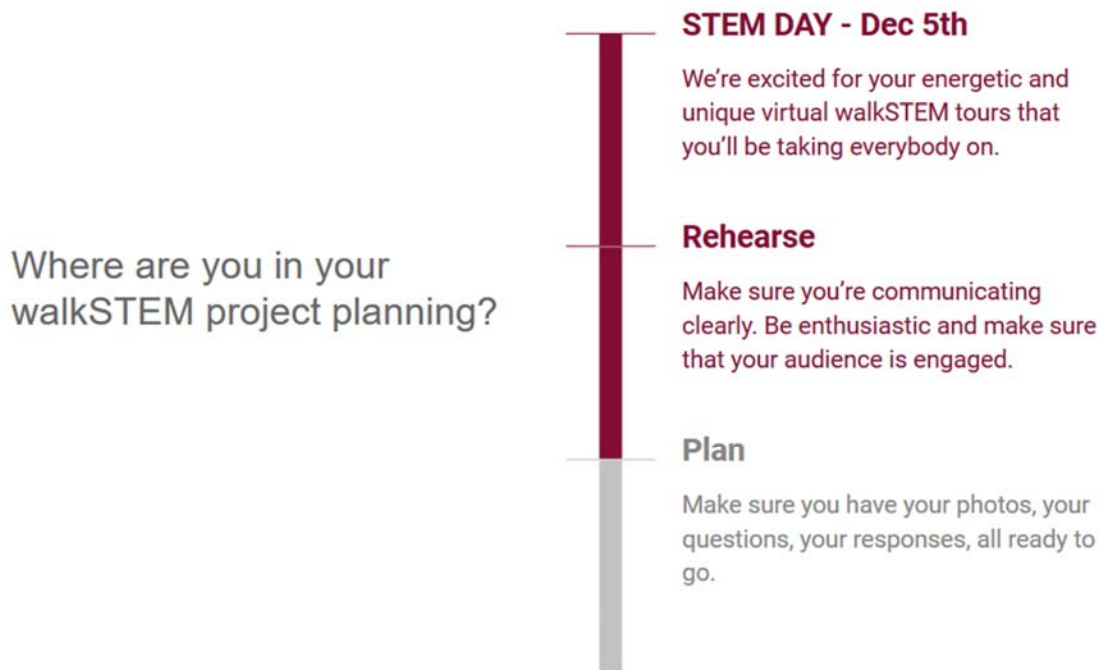 Where are you in your
walkSTEM project planning?
STEM DAY - Dec 5th
We’re excited for your energetic and
unique virtual walkSTEM tours that
you’ll be taking everybody on.
Rehearse
Make sure you’re communicating
clearly. Be enthusiastic and make sure
that your audience is engaged.
Plan
Make sure you have your photos, your
questions, your responses, all ready to
go.